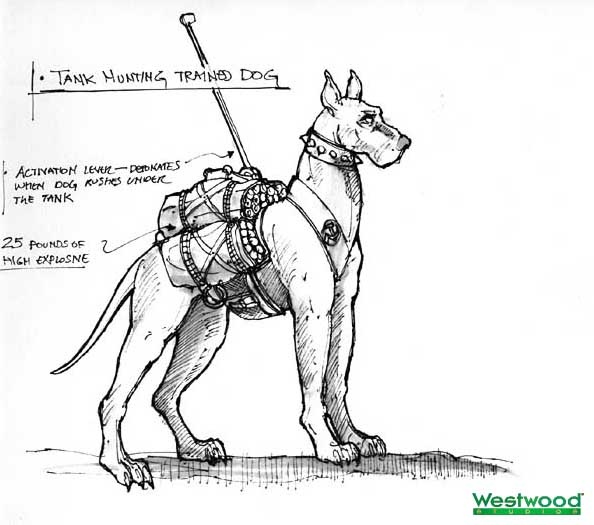 · TANK HUNTING TRAINED DOG
· ACTIVATION LEVER — DETONATES
WHEN DOG RUSHES UNDER
THE TANK
25 POUNDS OF
HIGH EXPLOSIVE
Westwood
STUDIOS